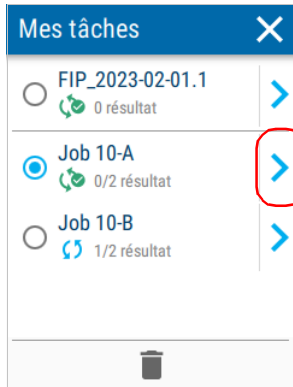 Mes tâches
FIP_2023-02-01.1
0 résultat
Job 10-A
0/2 résultat
Job 10-B
1/2 résultat